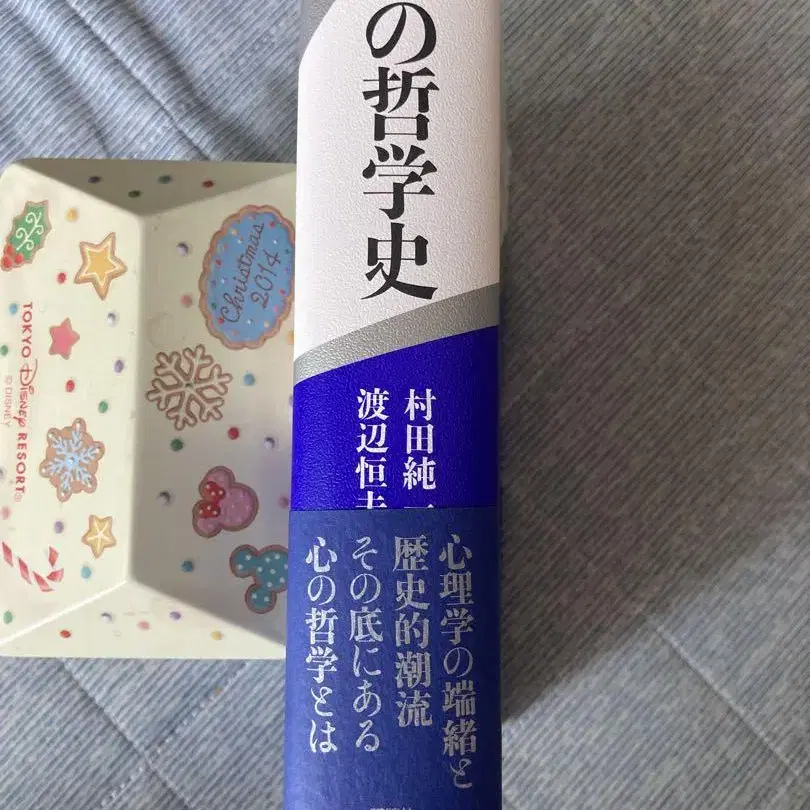 の哲学史
村田純一
渡辺恒夫
心理学の端緒と
歴史的潮流
その底にある
心の哲学とは
Christmas
2014
TOKYO Disney RESORT®
© DISNEY